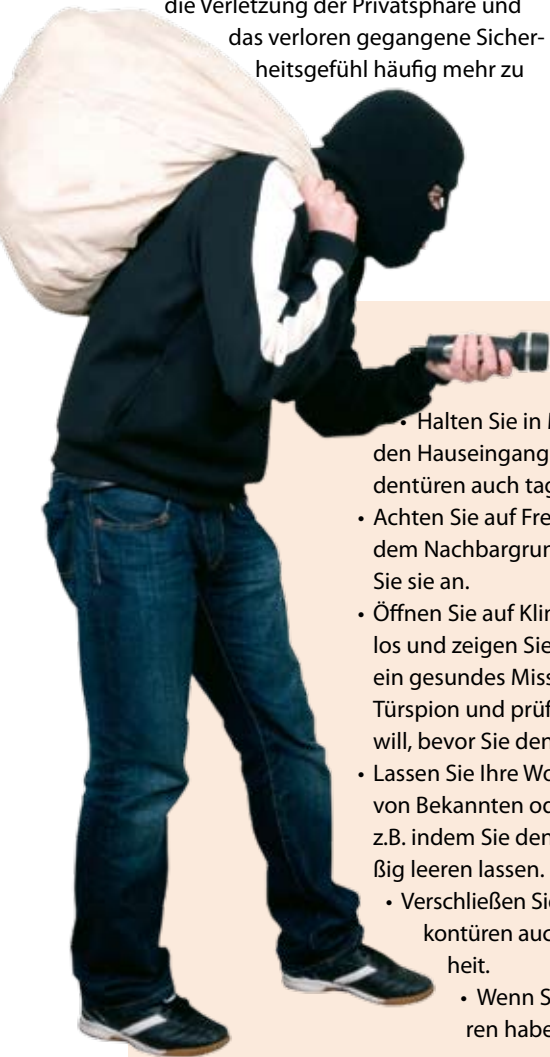 die Verletzung der Privatsphäre und
das verloren gegangene Sicher-
heitsgefühl häufig mehr zu
• Halten Sie in
den Hauseingang
dentüren auch tag
• Achten Sie auf Fre
dem Nachbargrun
Sie sie an.
• Öffnen Sie auf Klin
los und zeigen Sie
ein gesundes Miss
Türspion und prüf
will, bevor Sie den
• Lassen Sie Ihre Wo
von Bekannten od
z.B. indem Sie den
ßig leeren lassen.
• Verschließen Sie
kontüren auc
heit.
• Wenn S
ren habe